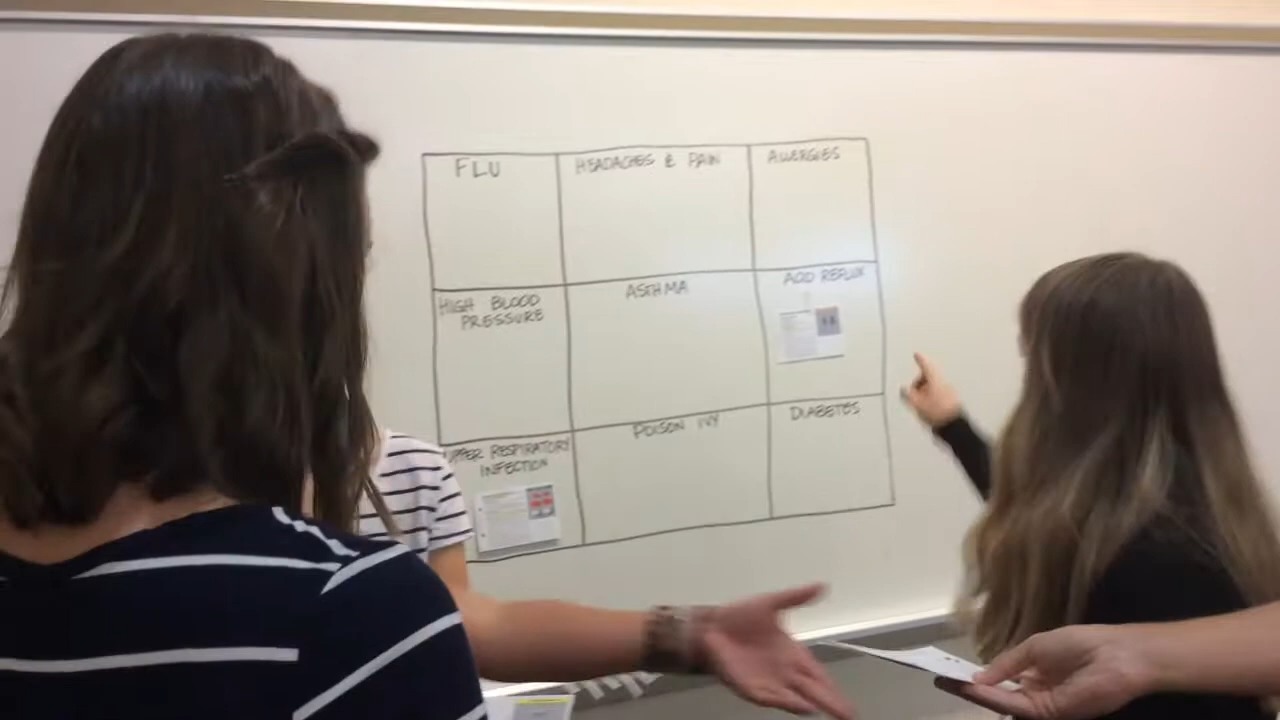 FLU
HEADACHES & PAIN
ALLERGIES
HIGH BLOOD
PRESSURE
ASTHMA
ACID REFLUX
UPPER RESPIRATORY
INFECTION
POISON IVY
DIABETES